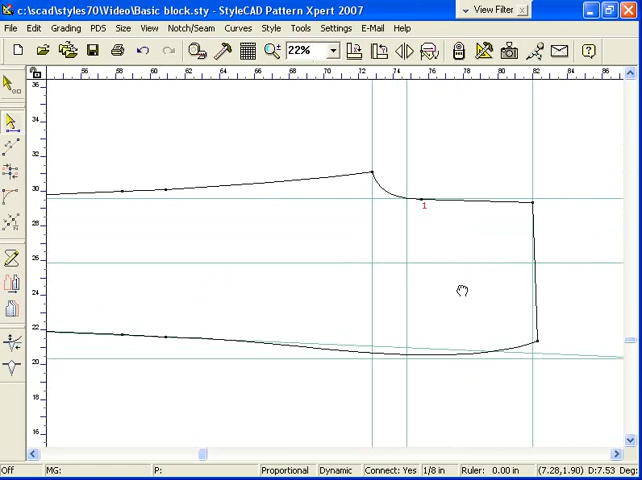 c:\scad\styles70\Video\Basic block.sty - StyleCAD Pattern Xpert 2007
View Filter
File Edit Grading PDS Size View Notch/Seam Curves Style Tools Settings E-Mail Help
22%
56 58 60 62 64 66 68 70 72 74 76 78 80 82 84 86
36
34
32
30
28
26
24
22
20
18
16
1
Off MG: P: Proportional Dynamic Connect: Yes 1/8 in Ruler: 0.00 in (7.28,1.90) D:7.53 Deg: